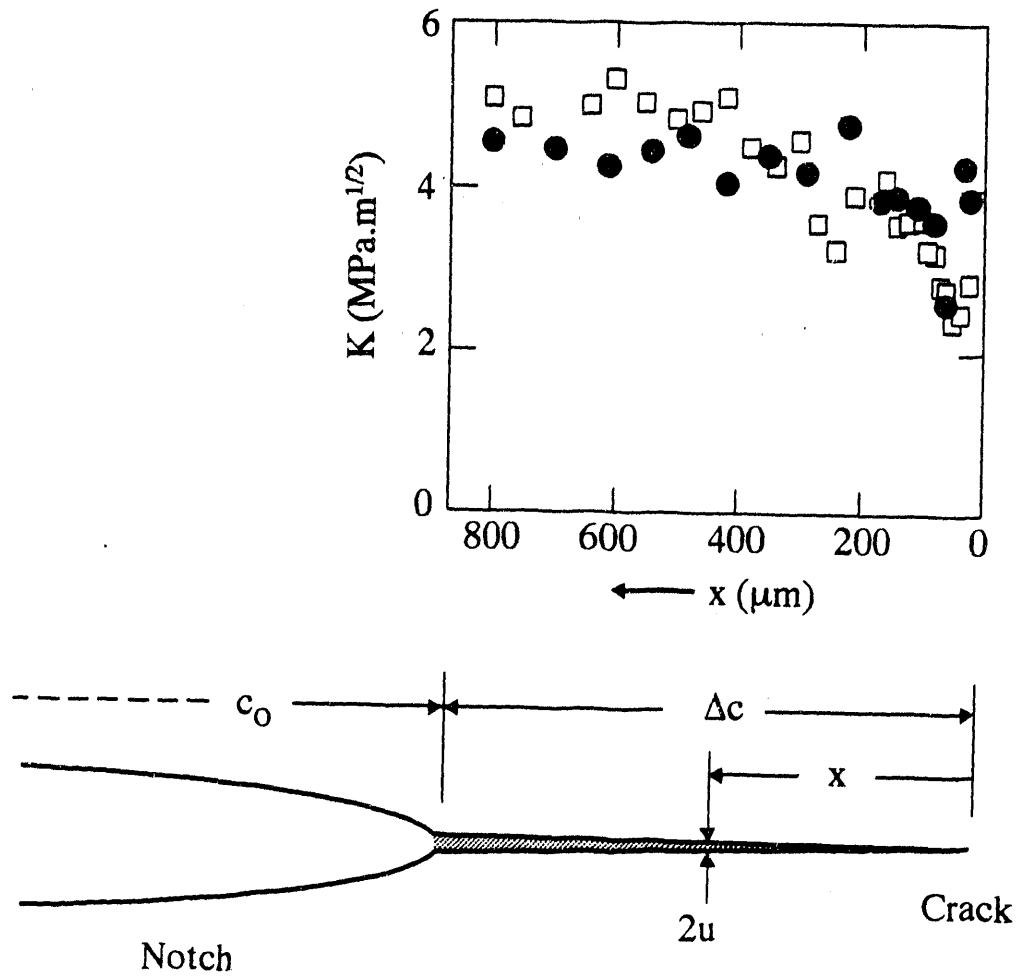 6
4
2
0
K (MPa.m1/2)
800 600 400 200 0
x (μm)
co
Δc
x
2u
Crack
Notch